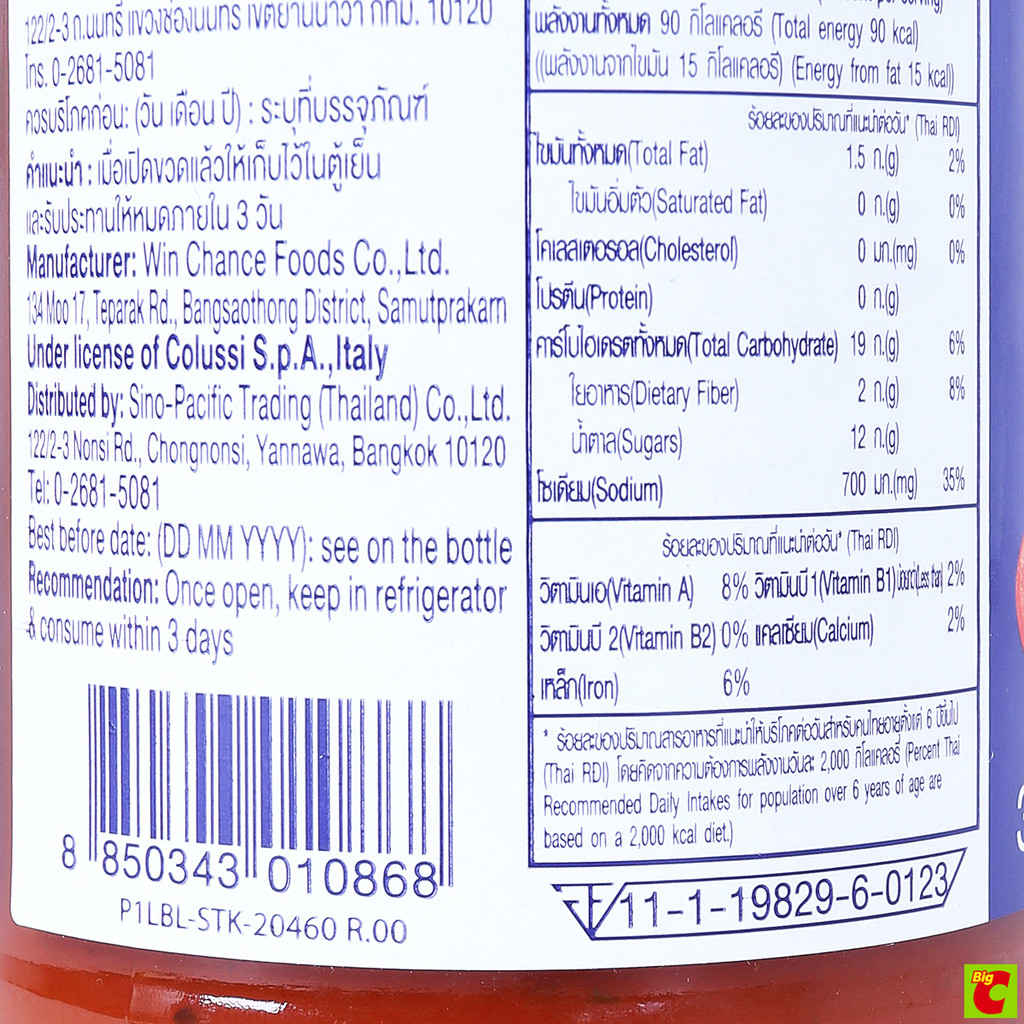 122/2-3 ถ.นนทรี แขวงช่องนนทรี เขตยานนาวา กทม. 10120
โทร. 0-2681-5081
ควรบริโภคก่อน: (วัน เดือน ปี) : ระบุที่บรรจุภัณฑ์
คำแนะนำ : เมื่อเปิดขวดแล้วให้เก็บไว้ในตู้เย็น
และรับประทานให้หมดภายใน 3 วัน
Manufacturer: Win Chance Foods Co.,Ltd.
134 Moo 17, Teparak Rd., Bangsaothong District, Samutprakarn
Under license of Colussi S.p.A.,Italy
Distributed by: Sino-Pacific Trading (Thailand) Co.,Ltd.
122/2-3 Nonsi Rd., Chongnonsi, Yannawa, Bangkok 10120
Tel: 0-2681-5081
Best before date: (DD MM YYYY): see on the bottle
Recommendation: Once open, keep in refrigerator
& consume within 3 days
8 850343 010868
P1LBL-STK-20460 R.00
พลังงานทั้งหมด 90 กิโลแคลอรี (Total energy 90 kcal)
((พลังงานจากไขมัน 15 กิโลแคลอรี) (Energy from fat 15 kcal))
ร้อยละของปริมาณที่แนะนำต่อวัน* (Thai RDI)
ไขมันทั้งหมด(Total Fat) 1.5 ก.(g) 2%
ไขมันอิ่มตัว(Saturated Fat) 0 ก.(g) 0%
โคเลสเตอรอล(Cholesterol) 0 มก.(mg) 0%
โปรตีน(Protein) 0 ก.(g)
คาร์โบไฮเดรตทั้งหมด(Total Carbohydrate) 19 ก.(g) 6%
ใยอาหาร(Dietary Fiber) 2 ก.(g) 8%
น้ำตาล(Sugars) 12 ก.(g)
โซเดียม(Sodium) 700 มก.(mg) 35%
ร้อยละของปริมาณที่แนะนำต่อวัน* (Thai RDI)
วิตามินเอ(Vitamin A) 8% วิตามินบี 1(Vitamin B1) น้อยกว่า(Less than) 2%
วิตามินบี 2(Vitamin B2) 0% แคลเซียม(Calcium) 2%
เหล็ก(Iron) 6%
* ร้อยละของปริมาณสารอาหารที่แนะนำให้บริโภคต่อวันสำหรับคนไทยอายุตั้งแต่ 6 ปีขึ้นไป
(Thai RDI) โดยคิดจากความต้องการพลังงานวันละ 2,000 กิโลแคลอรี (Percent Thai
Recommended Daily Intakes for population over 6 years of age are
based on a 2,000 kcal diet.)
11-1-19829-6-0123
Big C